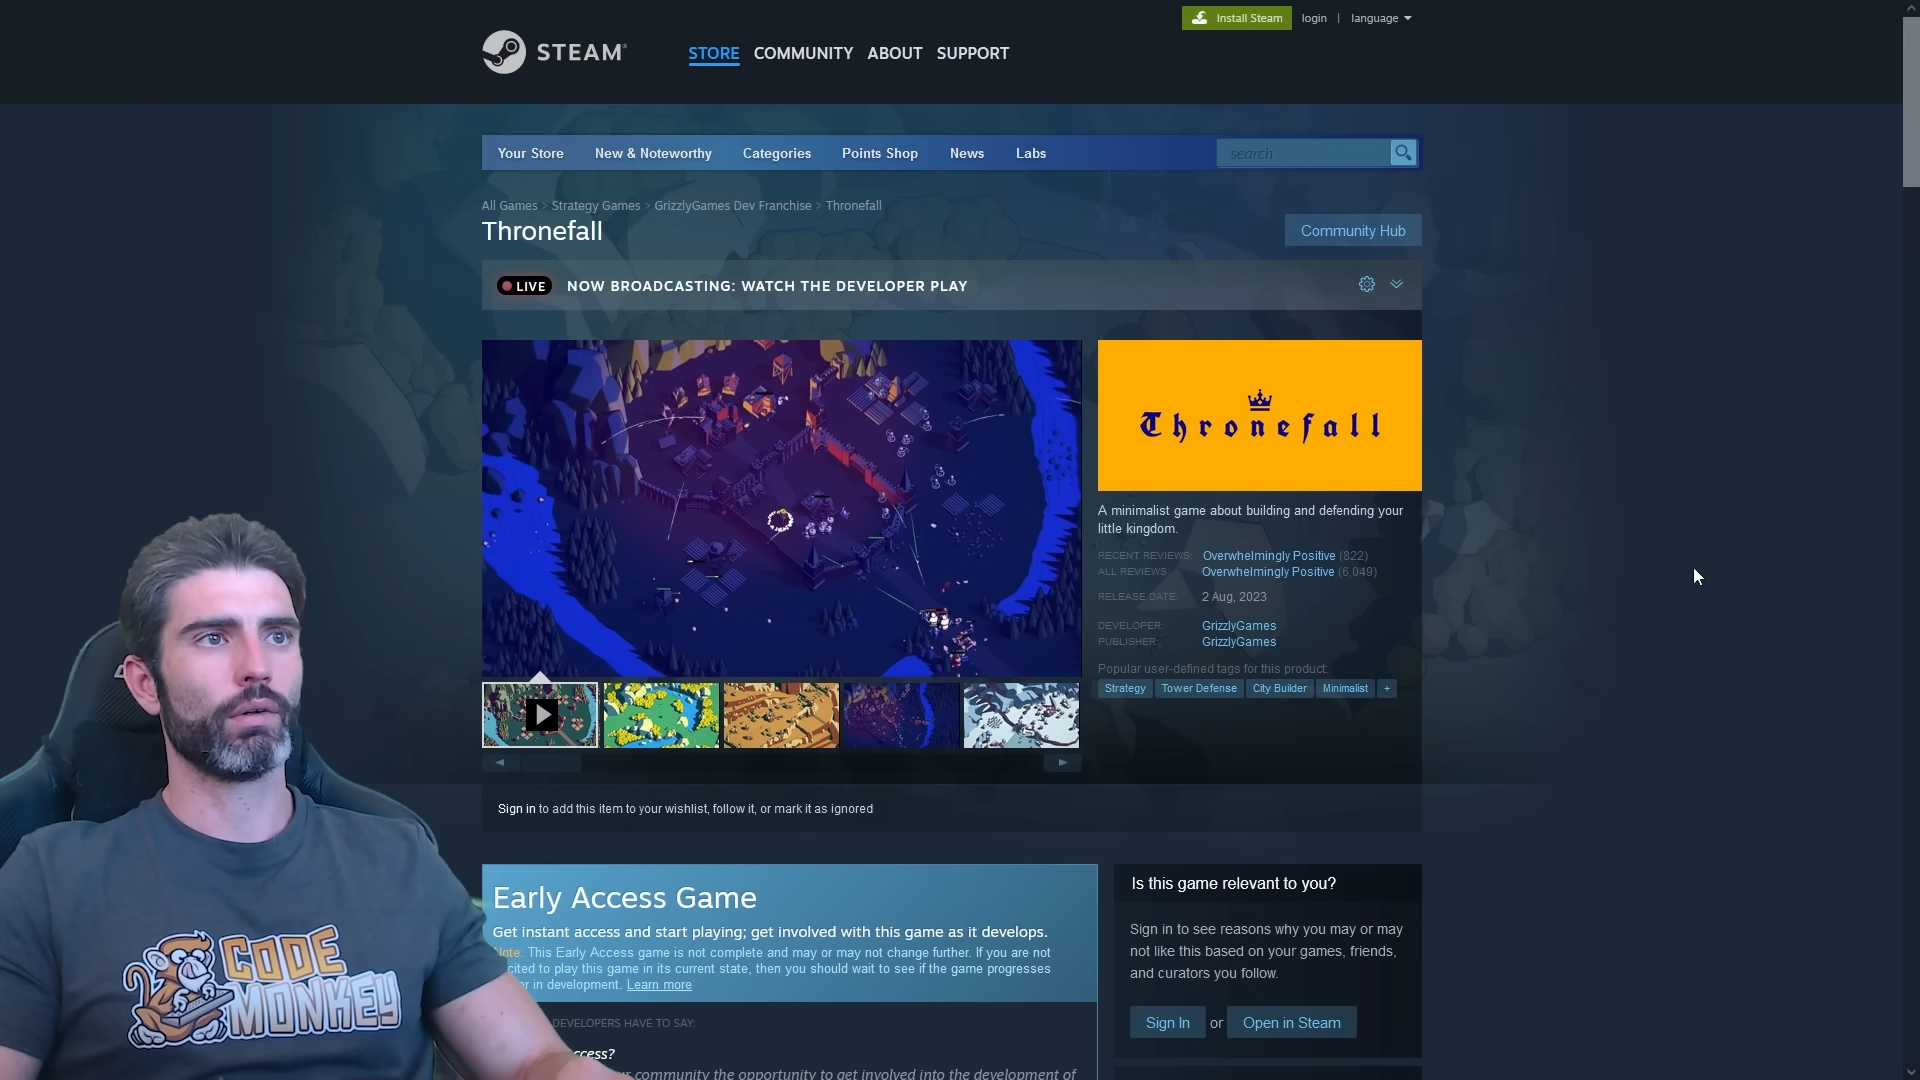 Install Steam
login | language
STEAM
STORE COMMUNITY ABOUT SUPPORT
Your Store New & Noteworthy Categories Points Shop News Labs
search
All Games > Strategy Games > GrizzlyGames Dev Franchise > Thronefall
Thronefall
Community Hub
LIVE NOW BROADCASTING: WATCH THE DEVELOPER PLAY
Thronefall
A minimalist game about building and defending your
little kingdom.
RECENT REVIEWS: Overwhelmingly Positive (822)
ALL REVIEWS: Overwhelmingly Positive (6,049)
RELEASE DATE: 2 Aug, 2023
DEVELOPER: GrizzlyGames
PUBLISHER: GrizzlyGames
Popular user-defined tags for this product:
Strategy Tower Defense City Builder Minimalist +
Sign in to add this item to your wishlist, follow it, or mark it as ignored
Early Access Game
Get instant access and start playing; get involved with this game as it develops.
Note: This Early Access game is not complete and may or may not change further. If you are not
cited to play this game in its current state, then you should wait to see if the game progresses
er in development. Learn more
DEVELOPERS HAVE TO SAY:
ccess?
community the opportunity to get involved into the development of
Is this game relevant to you?
Sign in to see reasons why you may or may
not like this based on your games, friends,
and curators you follow.
Sign In or Open in Steam
CODE
MONKEY